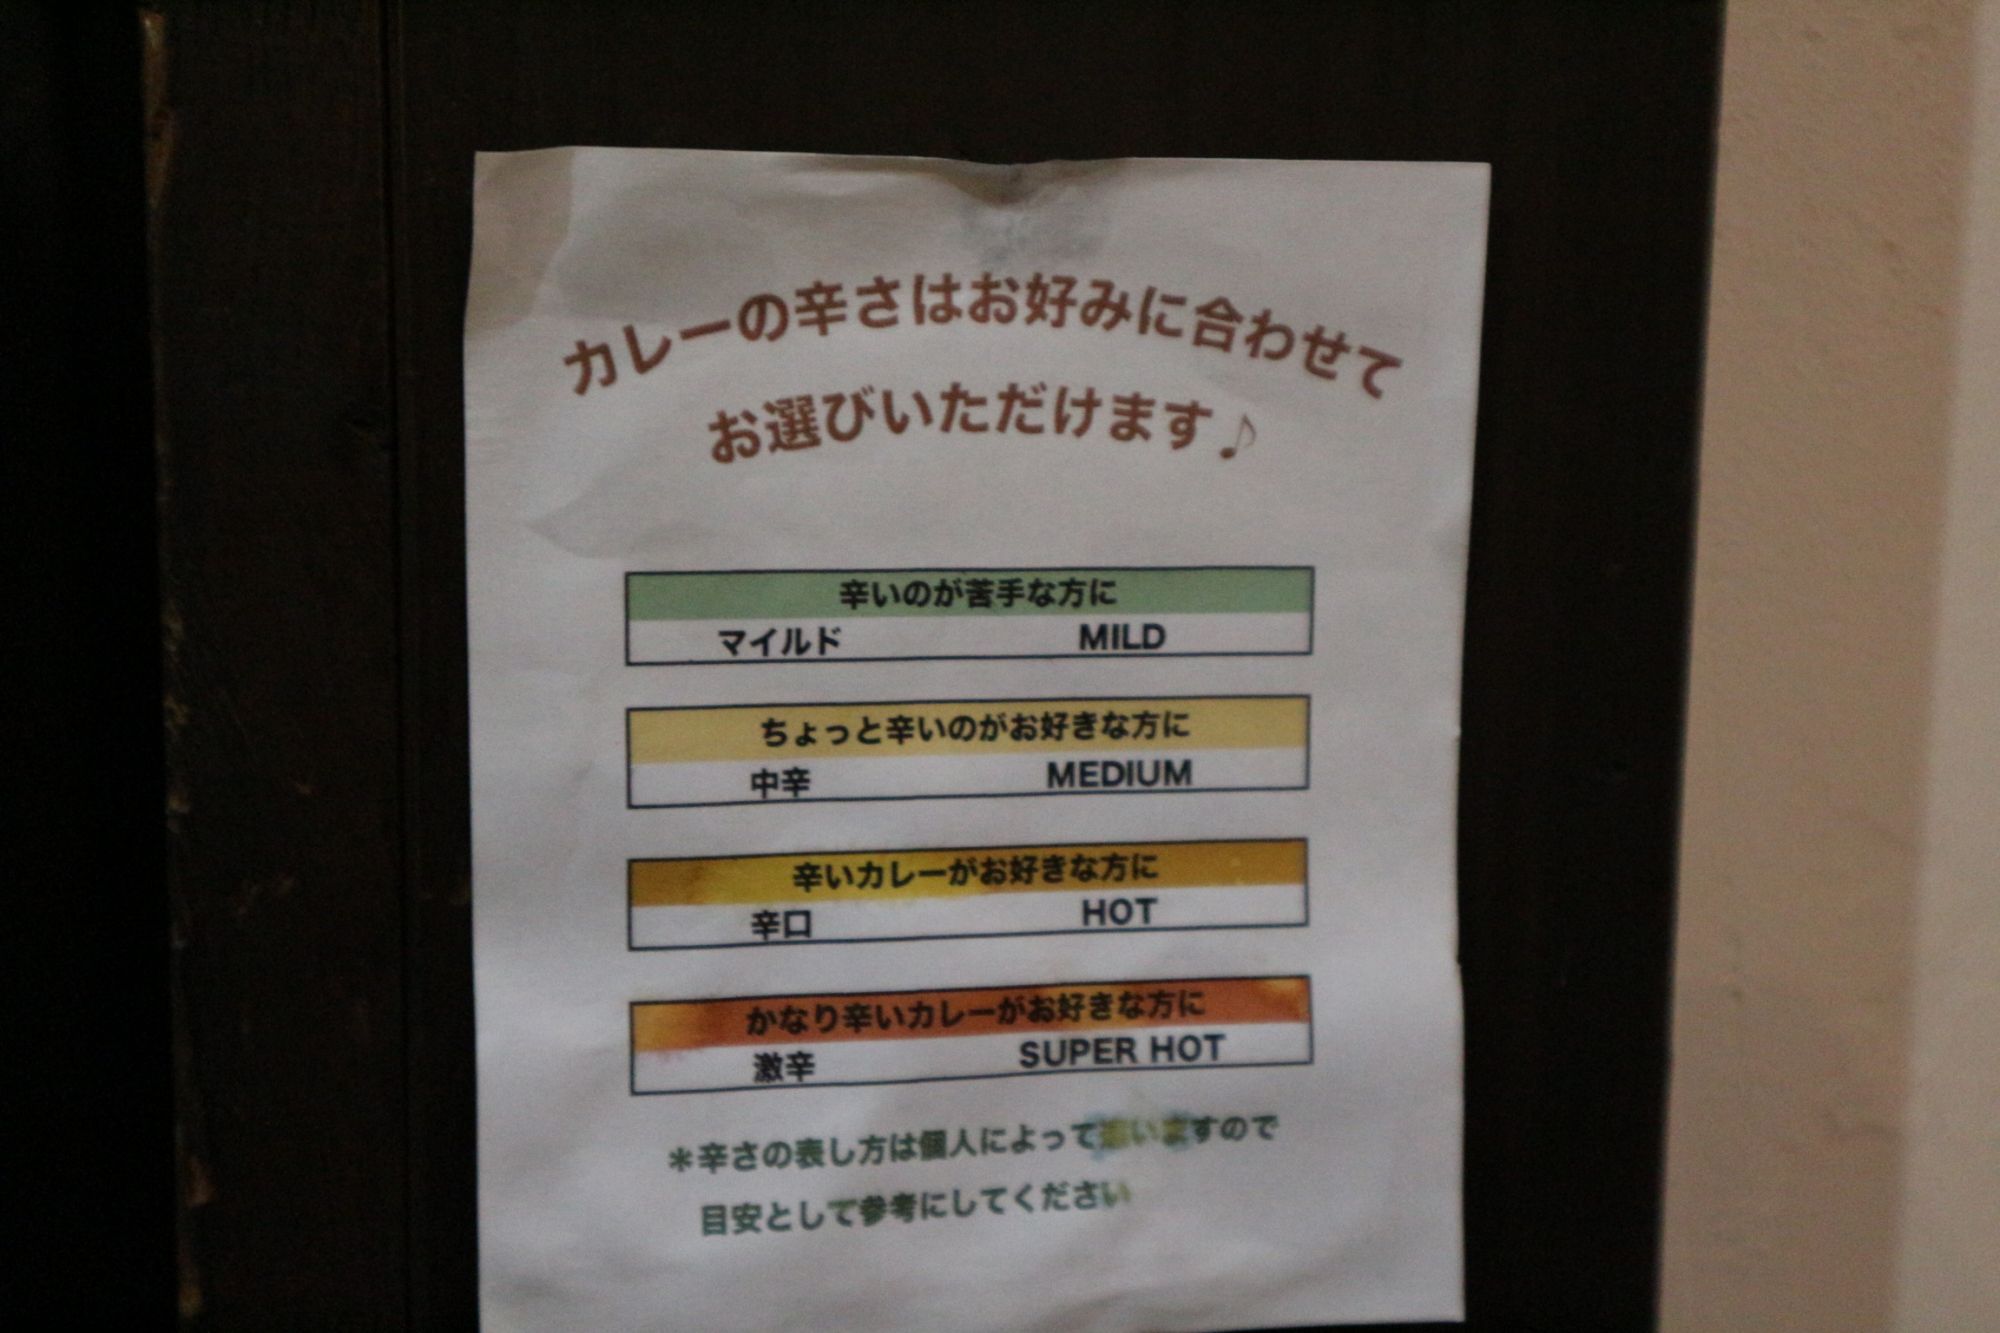 カレーの辛さはお好みに合わせて
お選びいただけます♪
辛いのが苦手な方に
マイルド MILD
ちょっと辛いのがお好きな方に
中辛 MEDIUM
辛いカレーがお好きな方に
辛口 HOT
かなり辛いカレーがお好きな方に
激辛 SUPER HOT
＊辛さの表し方は個人によって違いますので
目安として参考にしてください